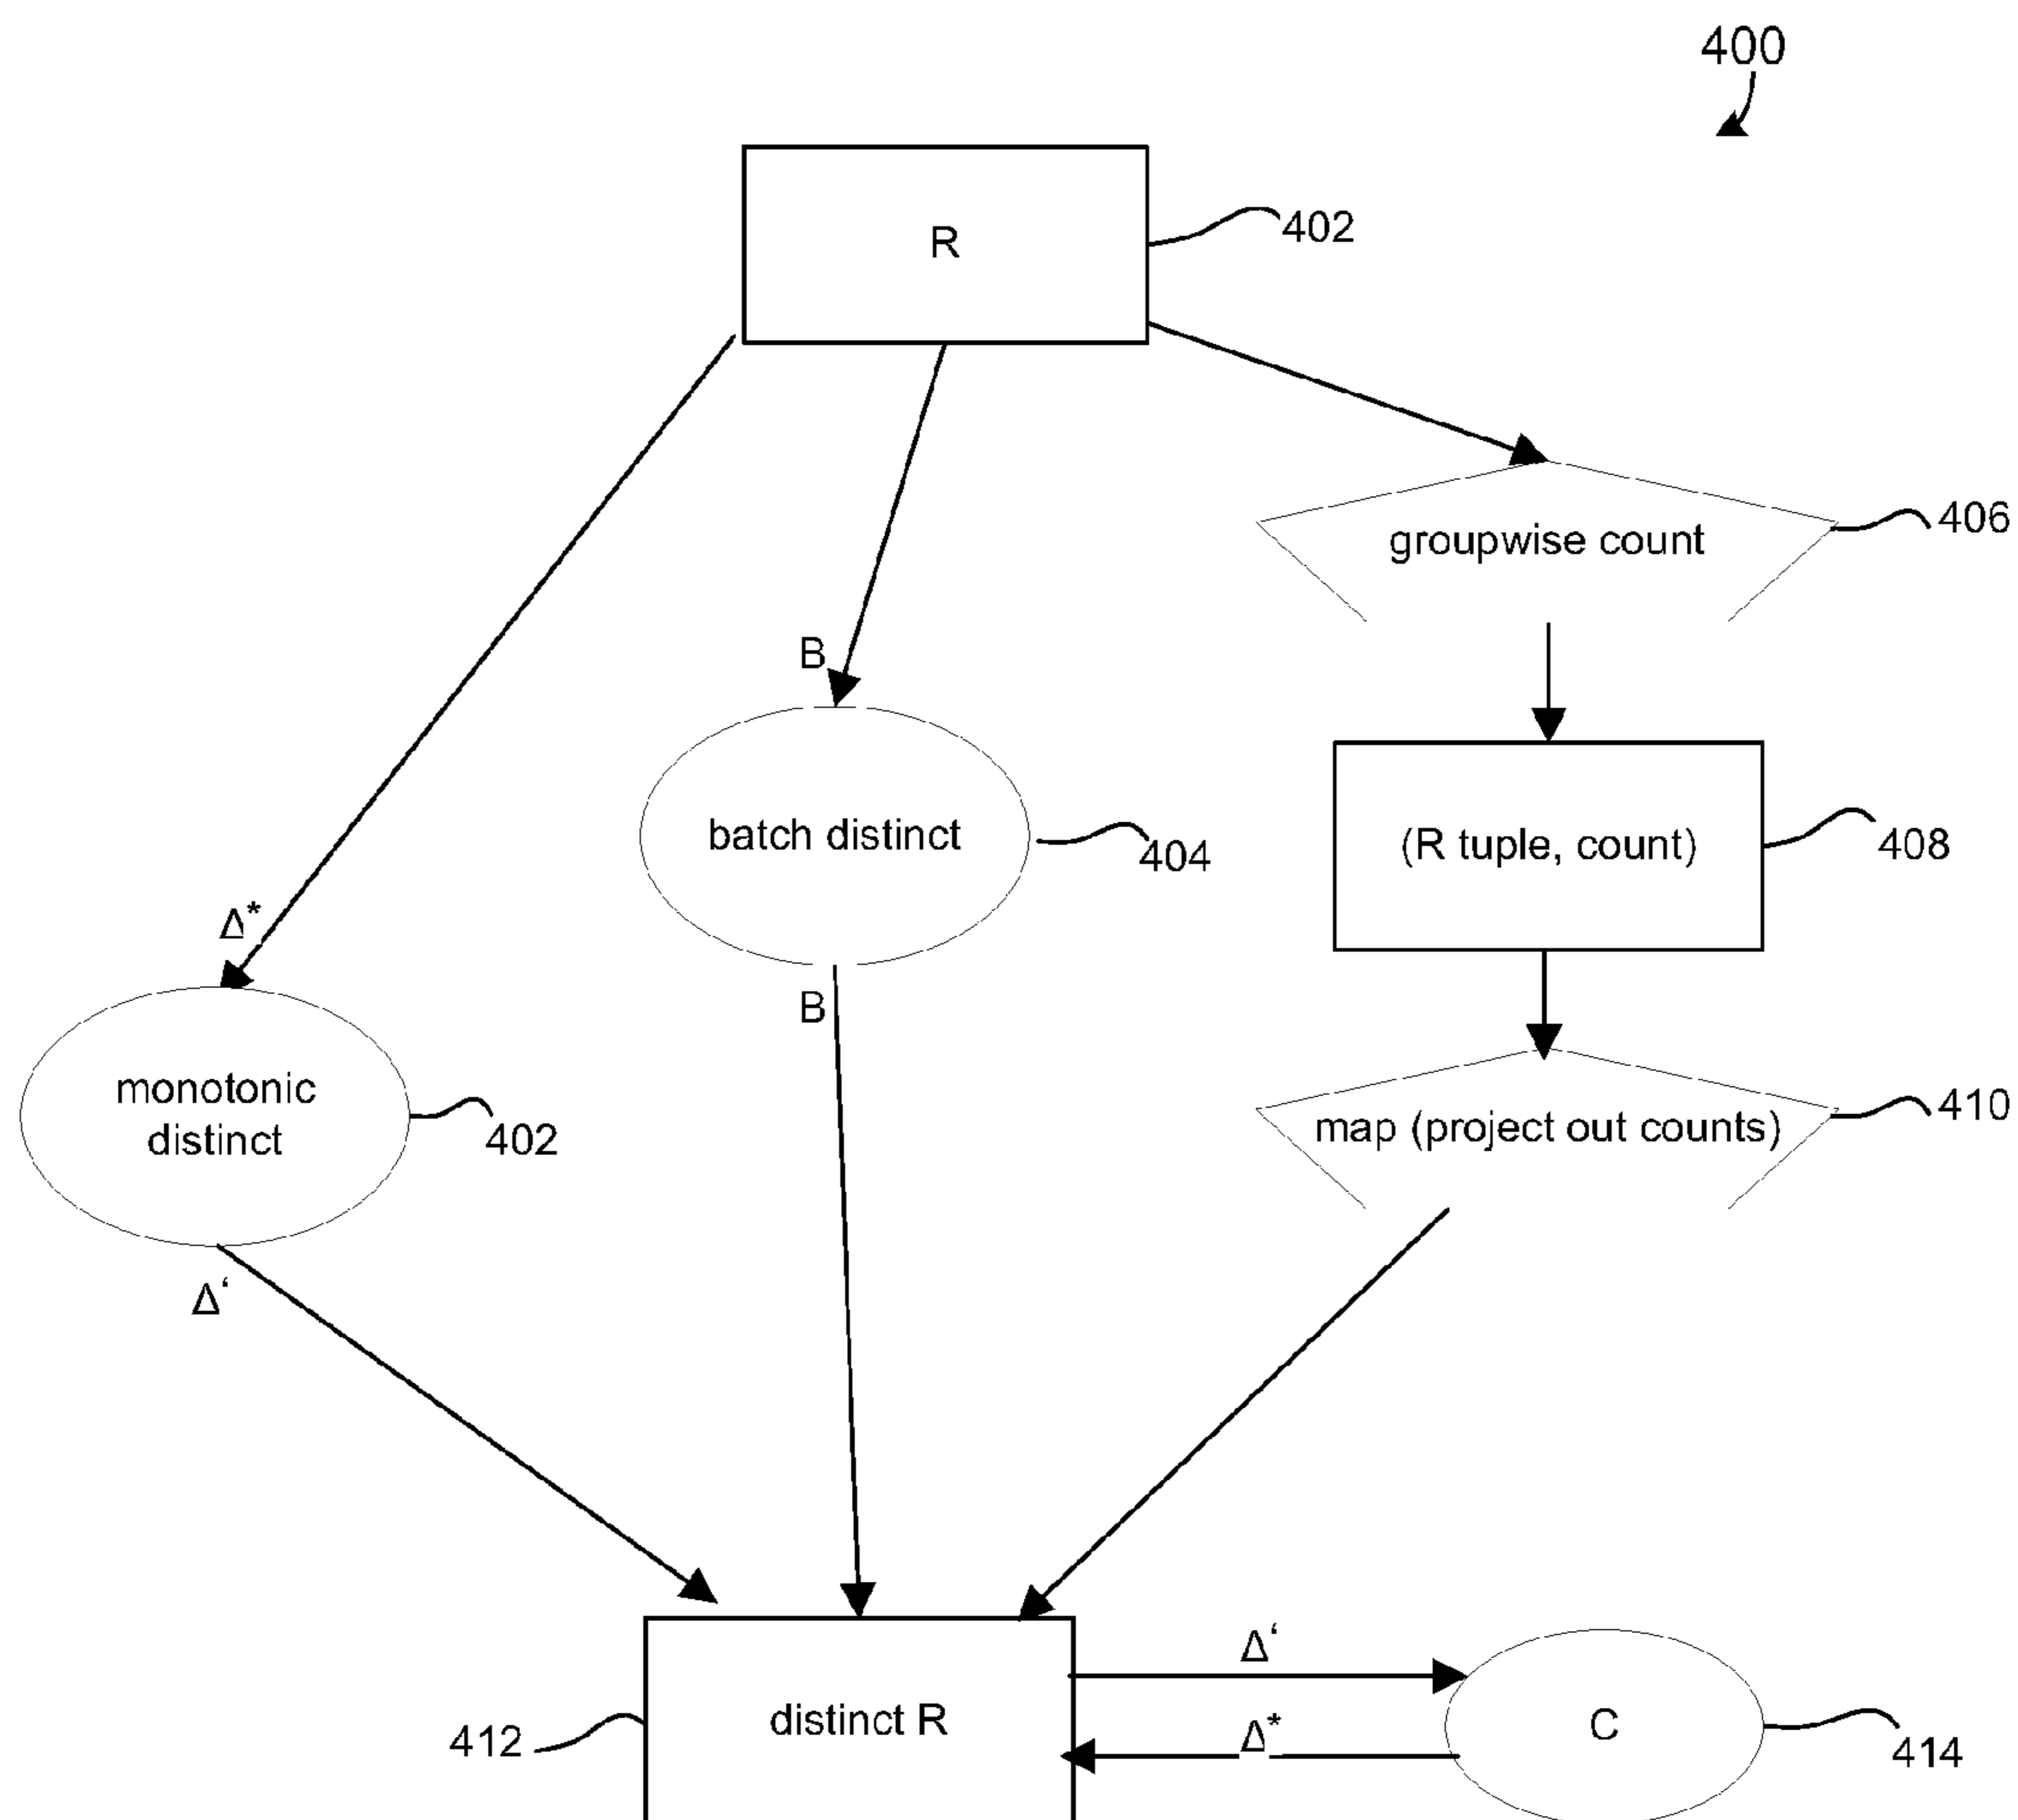 400
R
402
406
groupwise count
B
batch distinct
404
(R tuple, count)
408
Δ*
B
monotonic
distinct
402
410
map (project out counts)
Δ‘
Δ‘
distinct R
412
Δ*
C
414